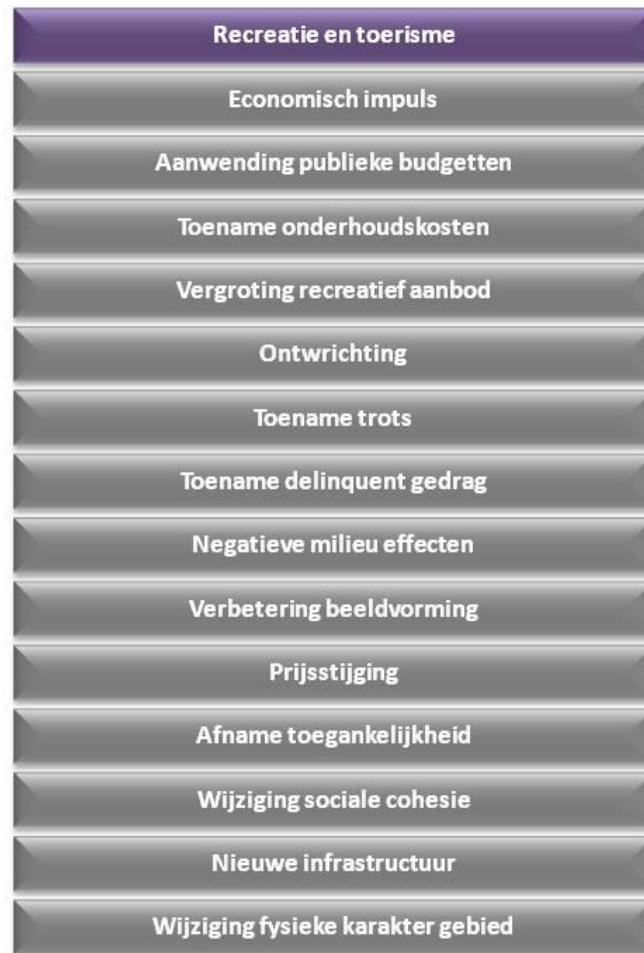 Recreatie en toerisme
Economisch impuls
Aanwending publieke budgetten
Toename onderhoudskosten
Vergroting recreatief aanbod
Ontwrichting
Toename trots
Toename delinquent gedrag
Negatieve milieu effecten
Verbetering beeldvorming
Prijsstijging
Afname toegankelijkheid
Wijziging sociale cohesie
Nieuwe infrastructuur
Wijziging fysieke karakter gebied